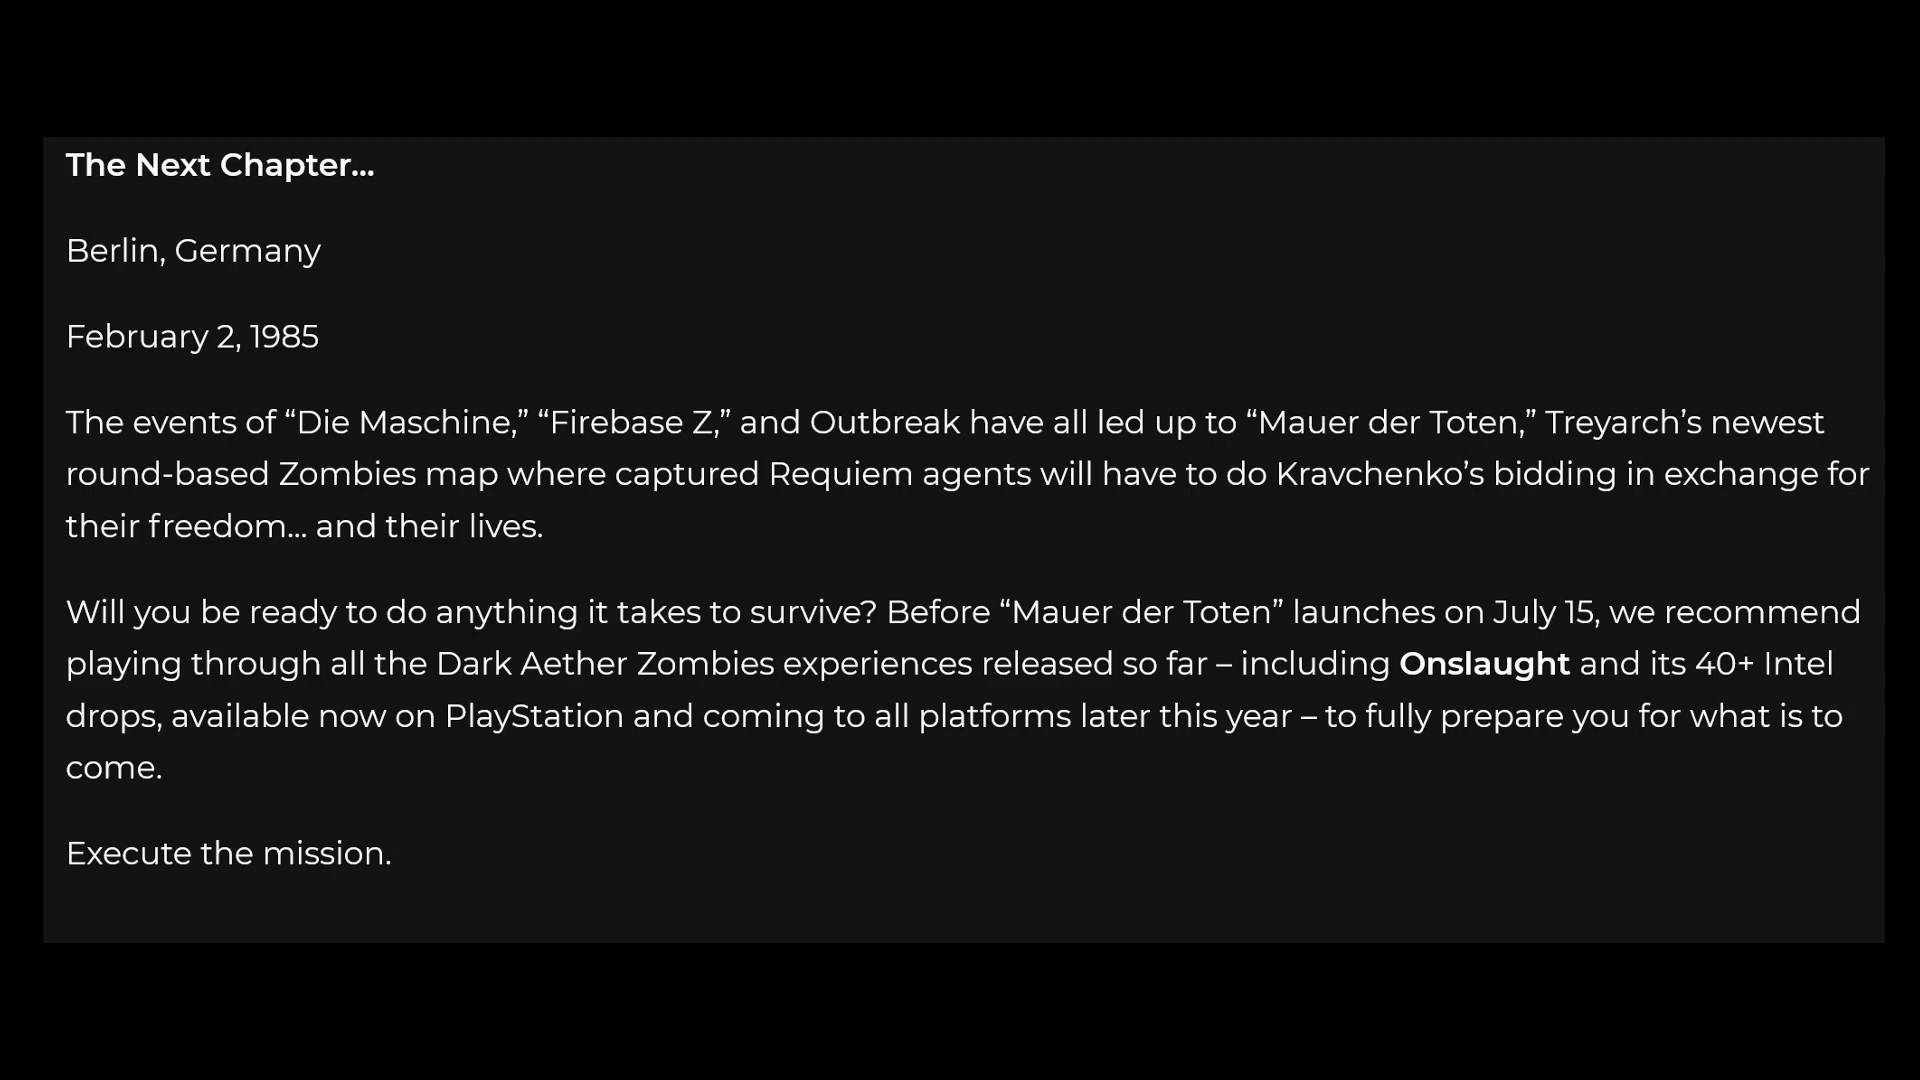 The Next Chapter...
Berlin, Germany
February 2, 1985
The events of “Die Maschine,” “Firebase Z,” and Outbreak have all led up to “Mauer der Toten,” Treyarch’s newest
round-based Zombies map where captured Requiem agents will have to do Kravchenko’s bidding in exchange for
their freedom... and their lives.
Will you be ready to do anything it takes to survive? Before “Mauer der Toten” launches on July 15, we recommend
playing through all the Dark Aether Zombies experiences released so far – including Onslaught and its 40+ Intel
drops, available now on PlayStation and coming to all platforms later this year – to fully prepare you for what is to
come.
Execute the mission.